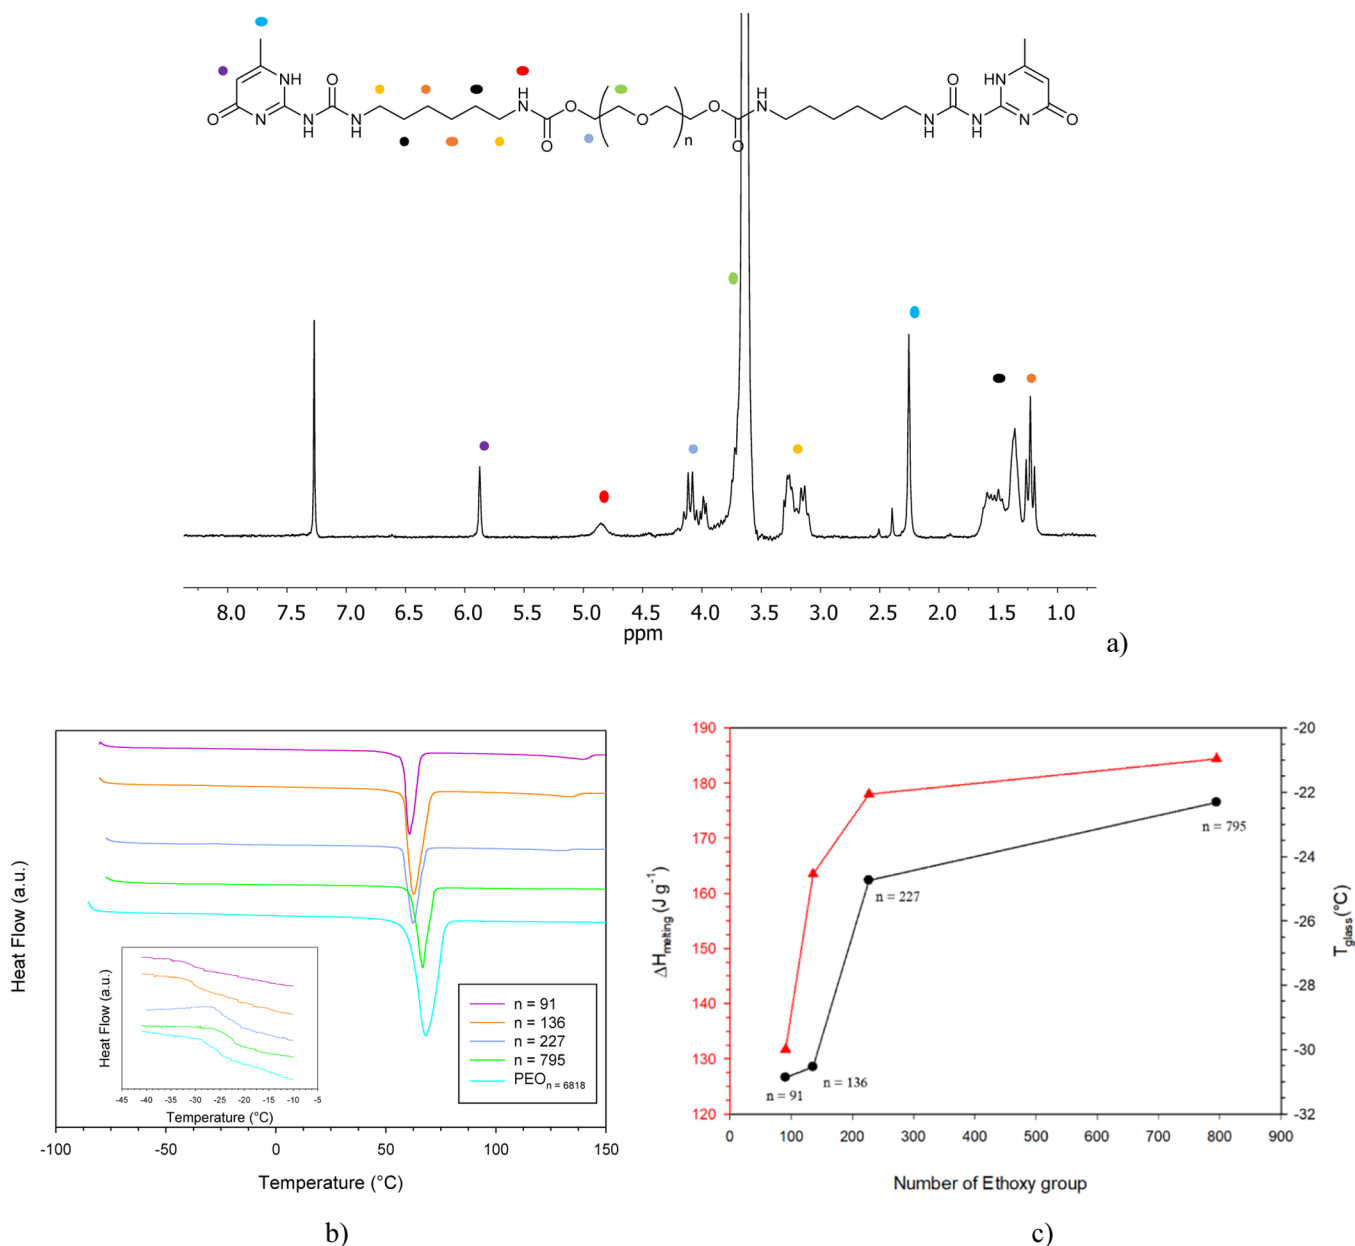 NH
O
O
N
N
H
N
H
H
N
O
O
O
n
O
O
H
N
N
H
O
N
H
HN
N
O
8.0 7.5 7.0 6.5 6.0 5.5 5.0 4.5 4.0 3.5 3.0 2.5 2.0 1.5 1.0
ppm
a)
Heat Flow (a.u.)
n = 91
n = 136
n = 227
n = 795
PEOn = 6818
Heat Flow (a.u.)
-45 -40 -35 -30 -25 -20 -15 -10 -5
Temperature (°C)
-100 -50 0 50 100 150
Temperature (°C)
b)
190
180
170
160
150
140
130
120
ΔHmelting (J g-1)
n = 91
n = 136
n = 227
n = 795
-20
-22
-24
-26
-28
-30
-32
Tglass(°C)
0 100 200 300 400 500 600 700 800 900
Number of Ethoxy group
c)